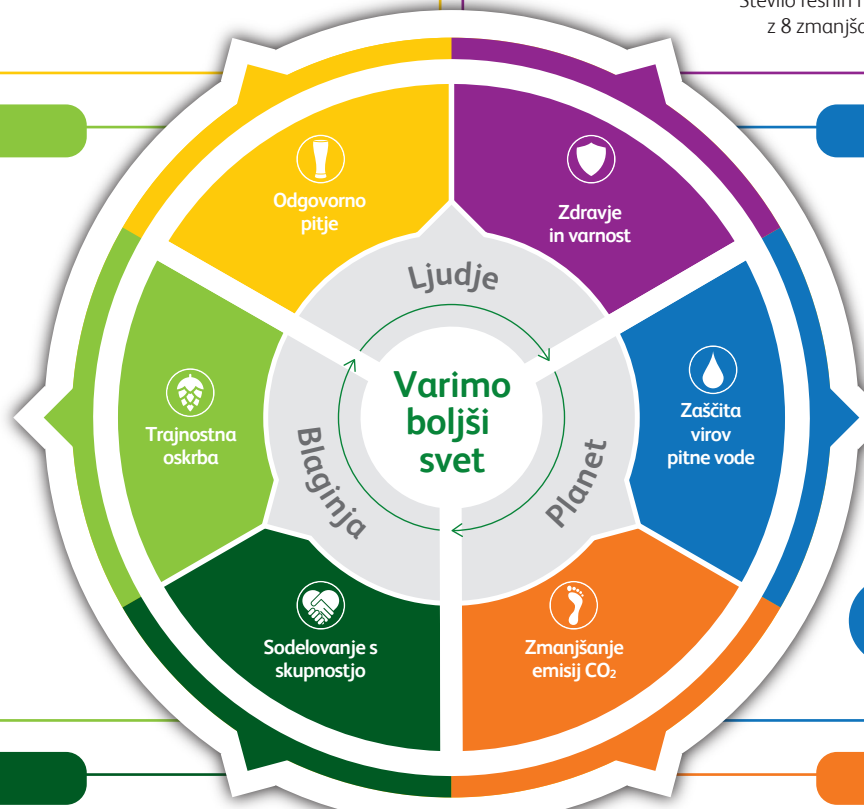 z 8 zmanjša
Odgovorno
pitje
Zdravje
in varnost
Ljudje
Trajnostna
oskrba
Varimo
boljši
svet
Zaščita
virov
pitne vode
Blaginja
Planet
Sodelovanje s
skupnostjo
Zmanjšanje
emisij CO₂